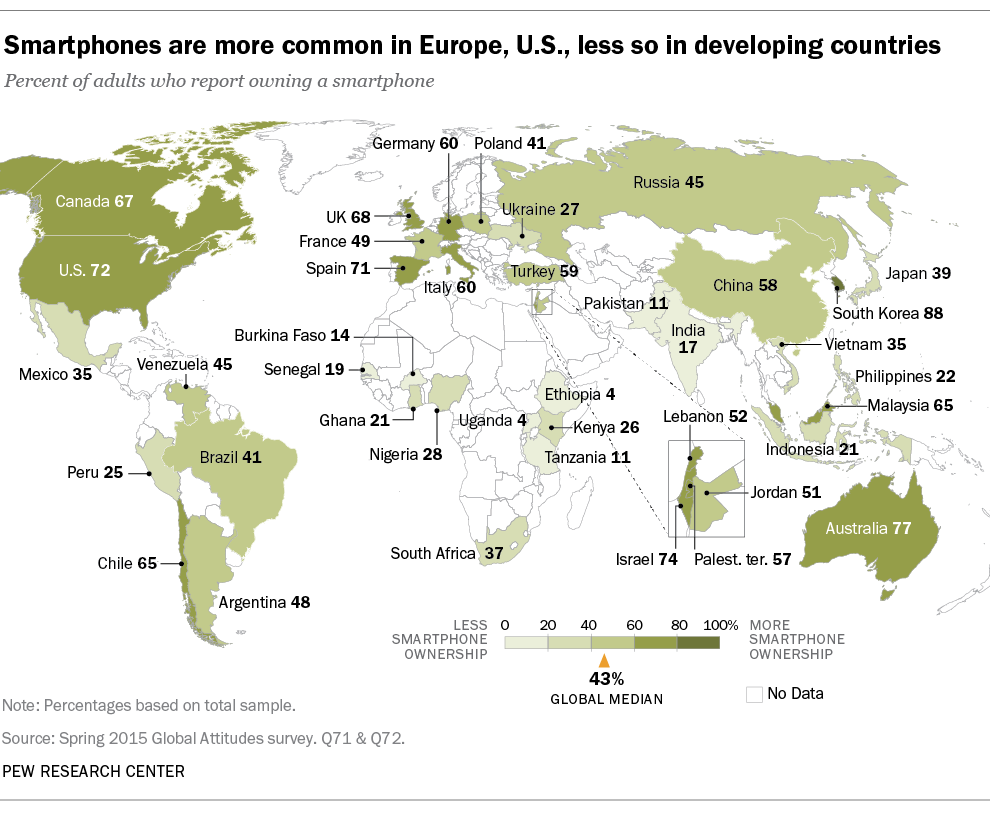 Smartphones are more common in Europe, U.S., less so in developing countries
Percent of adults who report owning a smartphone
Germany 60
Poland 41
Russia 45
Canada 67
UK 68
Ukraine 27
France 49
U.S. 72
Spain 71
Turkey 59
Italy 60
China 58
Japan 39
Pakistan 11
South Korea 88
India
17
Burkina Faso 14
Vietnam 35
Venezuela 45
Senegal 19
Mexico 35
Philippines 22
Ethiopia 4
Malaysia 65
Ghana 21
Uganda 4
Kenya 26
Lebanon 52
Nigeria 28
Tanzania 11
Indonesia 21
Brazil 41
Peru 25
Jordan 51
Australia 77
South Africa 37
Israel 74
Palest. ter. 57
Chile 65
Argentina 48
LESS
SMARTPHONE
OWNERSHIP
0 20 40 60 80 100%
MORE
SMARTPHONE
OWNERSHIP
43%
GLOBAL MEDIAN
No Data
Note: Percentages based on total sample.
Source: Spring 2015 Global Attitudes survey. Q71 & Q72.
PEW RESEARCH CENTER